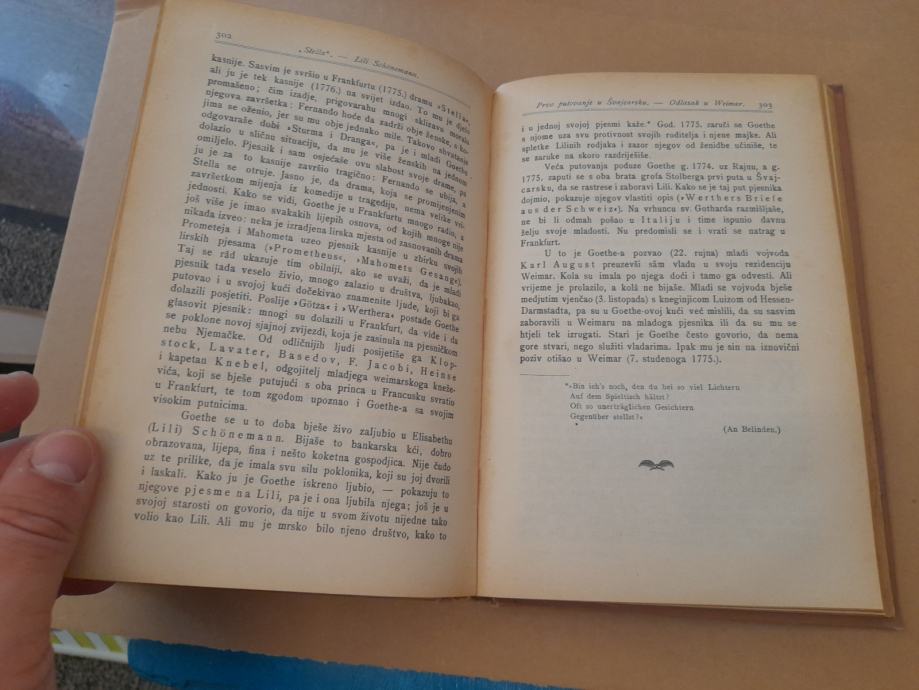 302
„Stella“. — Lili Schönemann.
kasnije. Sasvim je svršio u Frankfurtu (1775.) dramu »Stella«,
ali ju je tek kasnije (1776.) na svijet izdao. To mu je djelo
promašeno; čim izadje, prigovarahu mnogi sklizavu moralu
njegova završetka: Fernando hoće da zadrži obje ženske, s ko-
jima se oženio, jer su mu obje jednako mile. Takovo shvatanje
odgovaraše dobi »Sturma i Dranga«, pa je i mladi Goethe
dolazio u sličnu situaciju, da mu je više ženskih na jednom
omiljelo. Pjesnik i sam osjećaše ovu slabost svoje drame, pa
ju je za to kasnije završio tragično: Fernando se ubija, a
Stella se otruje. Jasno je, da drama, koja se promijenjenim
završetkom mijenja iz komedije u tragediju, nema velike vri-
jednosti. Kako se vidi, Goethe je u Frankfurtu mnogo radio, a
još više je imao svakakih lijepih osnova, od kojih mnoge nije
nikada izveo: neka je izradjena lirska mjesta od zasnovanih drama
Prometeja i Mahometa uzeo pjesnik kasnije u zbirku svojih
lirskih pjesama (»Prometheus«, »Mahomets Gesang«).
Taj se rád ukazuje tim obilniji, ako se uvaži, da je mladi
pjesnik tada veselo živio, mnogo zalazio u društva, ljubakao,
putovao i u svojoj kući dočekivao znamenite ljude, koji bi ga
dolazili posjetiti. Poslije »Götza« i »Werthera« postade Goethe
glasovit pjesnik: mnogi su dolazili u Frankfurt, da vide i da
se poklone novoj sjajnoj zvijezdi, koja je zasinula na pjesničkom
nebu Njemačke. Od odličnijih ljudi posijetiše ga Klop-
stock, Lavater, Basedov, F. Jacobi, Heinse
i kapetan Knebel, odgojitelj mladjega weimarskoga kneže-
vića, koji se bješe putujući s oba princa u Francusku svratio
u Frankfurt, te tom zgodom upoznao i Goethe-a sa svojim
visokim putnicima.
Goethe se u to doba bješe živo zaljubio u Elisabethu
(Lili) Schönemann. Bijaše to bankarska kći, dobro
obrazovana, lijepa, fina i nešto koketna gospodjica. Nije čudo
uz te prilike, da je imala svu silu poklonika, koji su joj dvorili
i laskali. Kako ju je Goethe iskreno ljubio, — pokazuju to
njegove pjesme na Lili, pa je i ona ljubila njega; još je u
svojoj starosti on govorio, da nije u svom životu nijedne tako
volio kao Lili. Ali mu je mrsko bilo njeno društvo, kako to
Prvo putovanje u Švajcarsku. — Odlazak u Weimar. 303
i u jednoj svojoj pjesmi kaže.* God. 1775. zaruči se Goethe
s njome uza svu protivnost svojih roditelja i njene majke. Ali
spletke Lilinih rodjaka i zazor njegov od ženidbe učiniše, te
se zaruke na skoro razdriješiše.
Veća putovanja poduze Goethe g. 1774. uz Rajnu, a g.
1775. zaputi se s oba brata grofa Stolberga prvi puta u Švaj-
carsku, da se rastrese i zaboravi Lili. Kako se je taj put pjesnika
dojmio, pokazuje njegov vlastiti opis (»Werthers Briefe
aus der Schweiz«). Na vrhuncu sv. Gotharda razmišljaše,
ne bi li odmah pošao u Italiju i time ispunio davnu
želju svoje mladosti. Nu predomisli se i vrati se natrag u
Frankfurt.
U to je Goethe-a pozvao (22. rujna) mladi vojvoda
Karl August preuzevši sâm vladu u svoju rezidenciju
Weimar. Kola su imala po njega doći i tamo ga odvesti. Ali
vrijeme je prolazilo, a kolâ ne bijaše. Mladi se vojvoda bješe
medjutim vjenčao (3. listopada) s kneginjicom Luizom od Hessen-
Darmstadta, pa su u Goethe-ovoj kući već mislili, da su sasvim
zaboravili u Weimaru na mladoga pjesnika ili da su mu se
htjeli tek izrugati. Stari je Goethe često govorio, da nema
gore stvari, nego služiti vladarima. Ipak mu je sin na iznovični
poziv otišao u Weimar (7. studenoga 1775.).
*»Bin ich's noch, den du bei so viel Lichtern
Auf dem Spieltisch hältst?
Oft so unerträglichen Gesichtern
Gegenüber stellst?«
(An Belinden.)